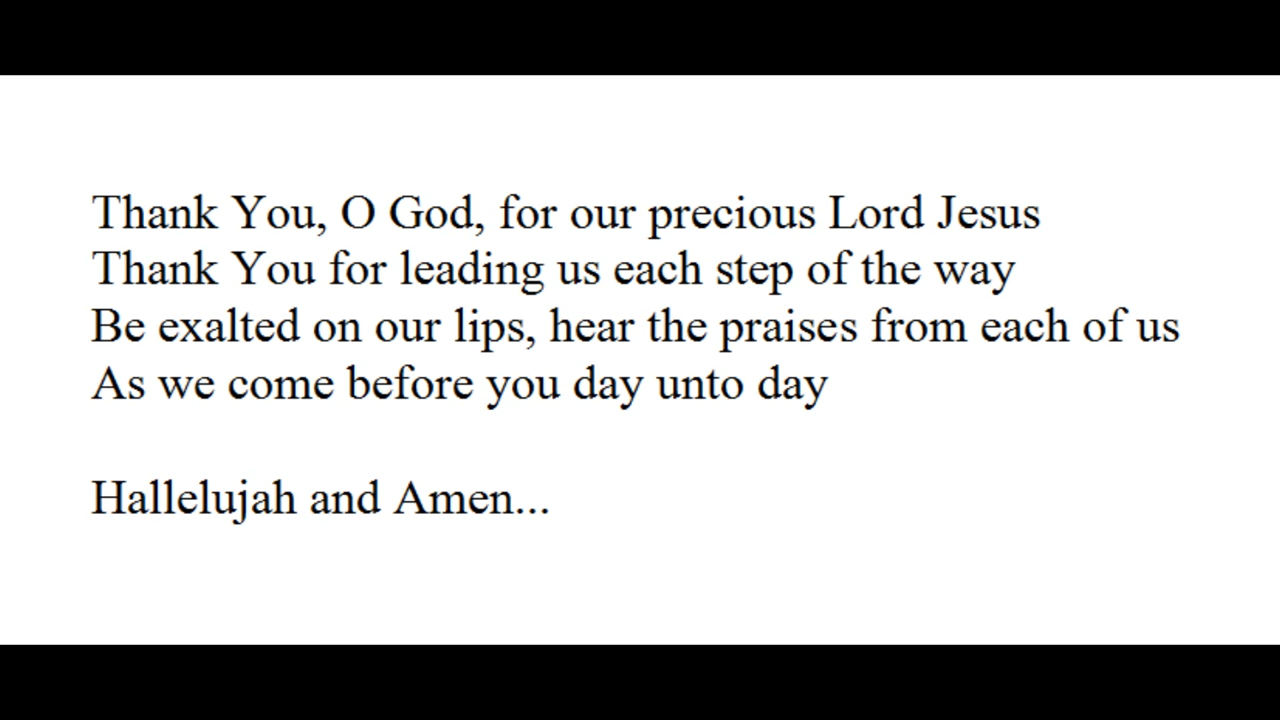 Thank You, O God, for our precious Lord Jesus
Thank You for leading us each step of the way
Be exalted on our lips, hear the praises from each of us
As we come before you day unto day
Hallelujah and Amen...